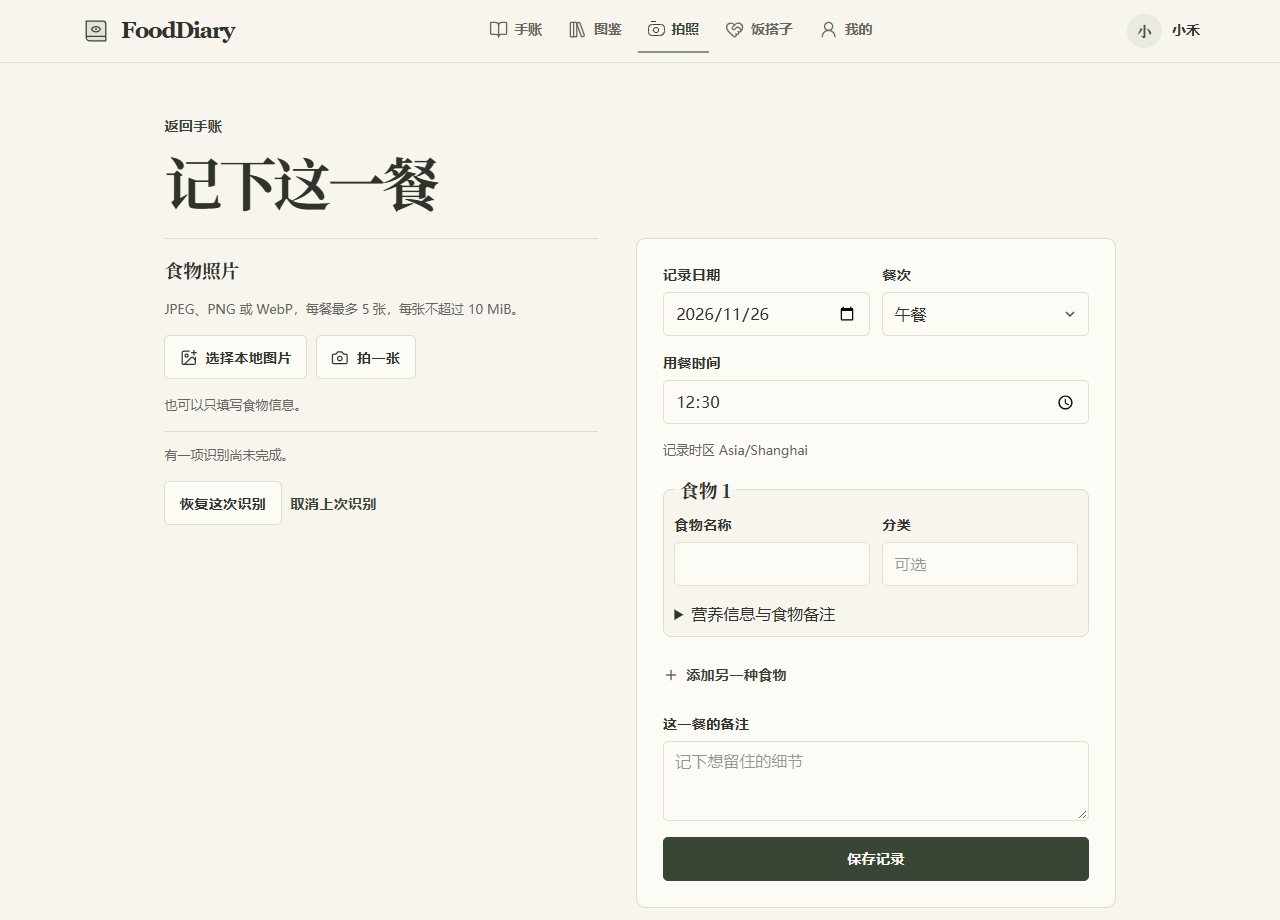 FoodDiary
手账
图鉴
拍照
饭搭子
我的
小
小禾
返回手账
记下这一餐
食物照片
JPEG、PNG 或 WebP，每餐最多 5 张，每张不超过 10 MiB。
选择本地图片
拍一张
也可以只填写食物信息。
有一项识别尚未完成。
恢复这次识别
取消上次识别
记录日期
餐次
2026/11/26
午餐
用餐时间
12:30
记录时区 Asia/Shanghai
食物 1
食物名称
分类
可选
营养信息与食物备注
添加另一种食物
这一餐的备注
记下想留住的细节
保存记录